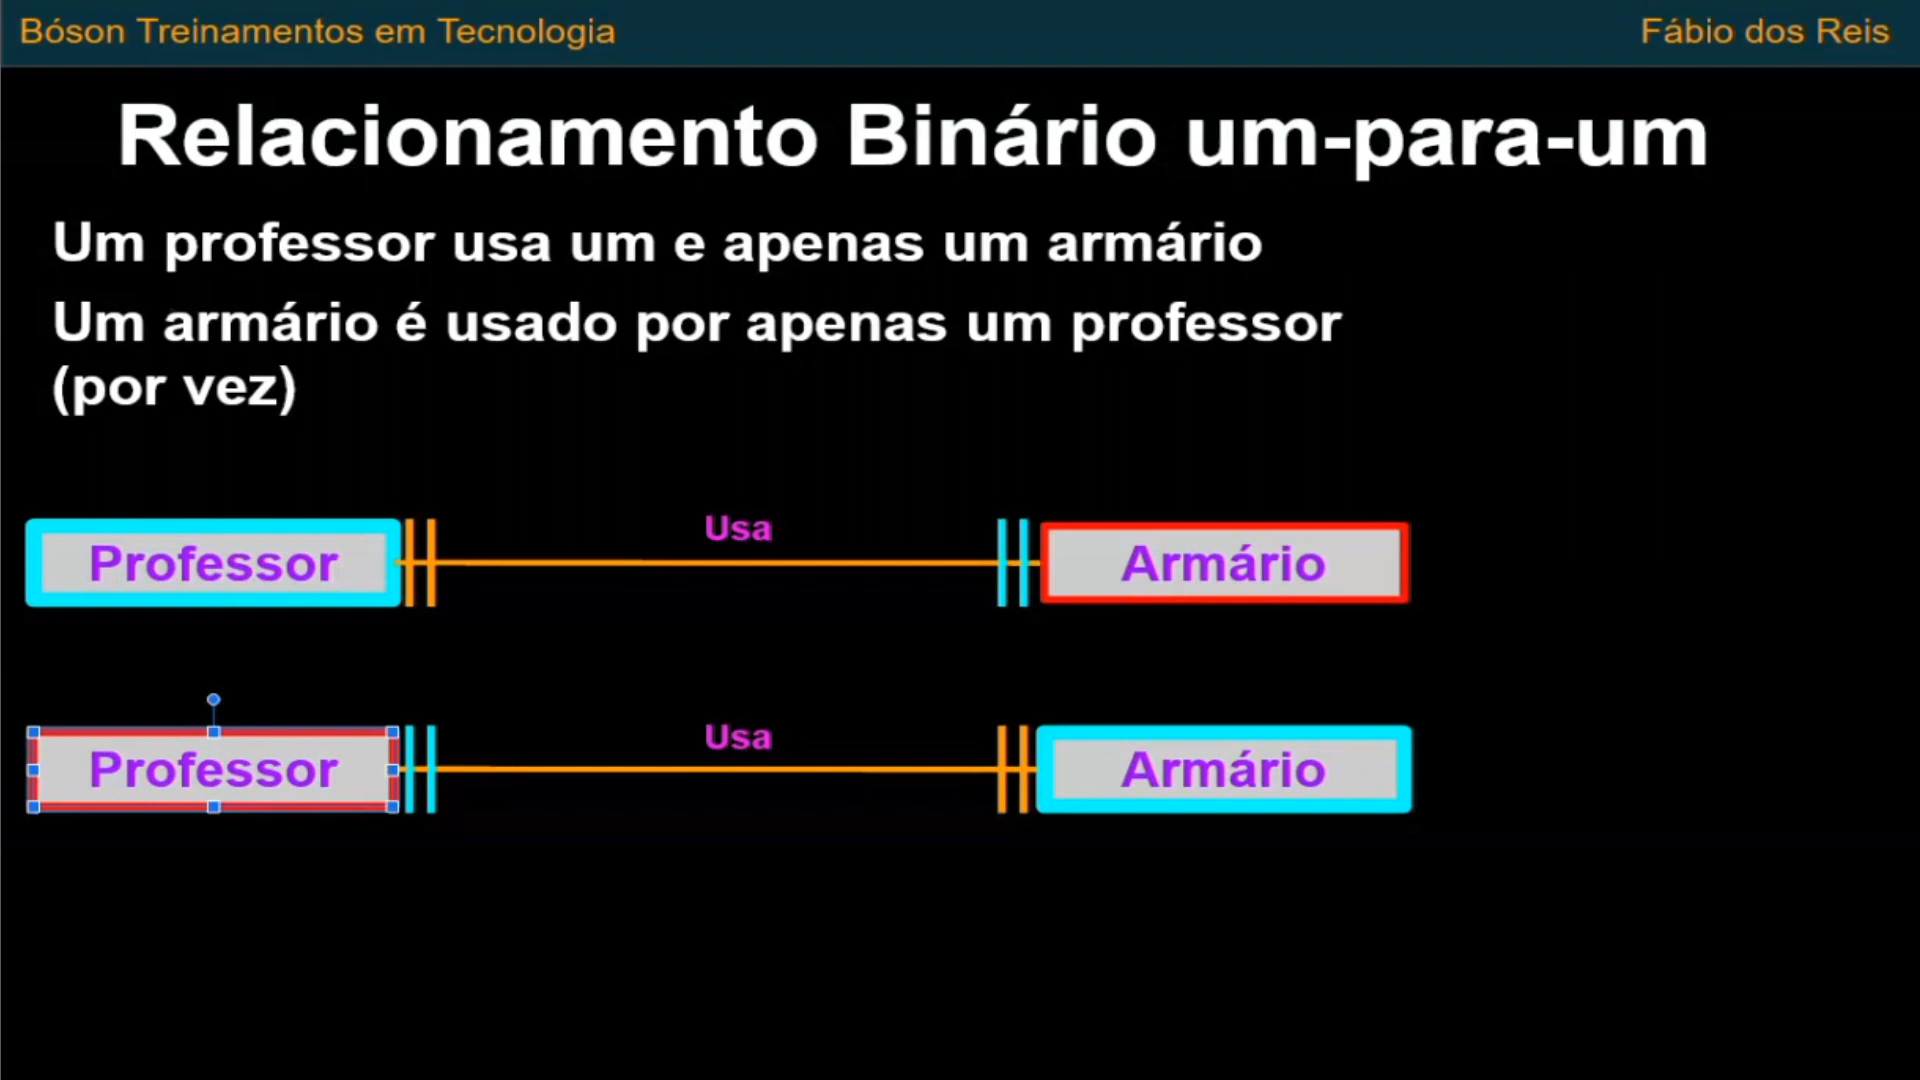 Bóson Treinamentos em Tecnologia
Fábio dos Reis
Relacionamento Binário um-para-um
Um professor usa um e apenas um armário
Um armário é usado por apenas um professor
(por vez)
Professor
Usa
Armário
Professor
Usa
Armário